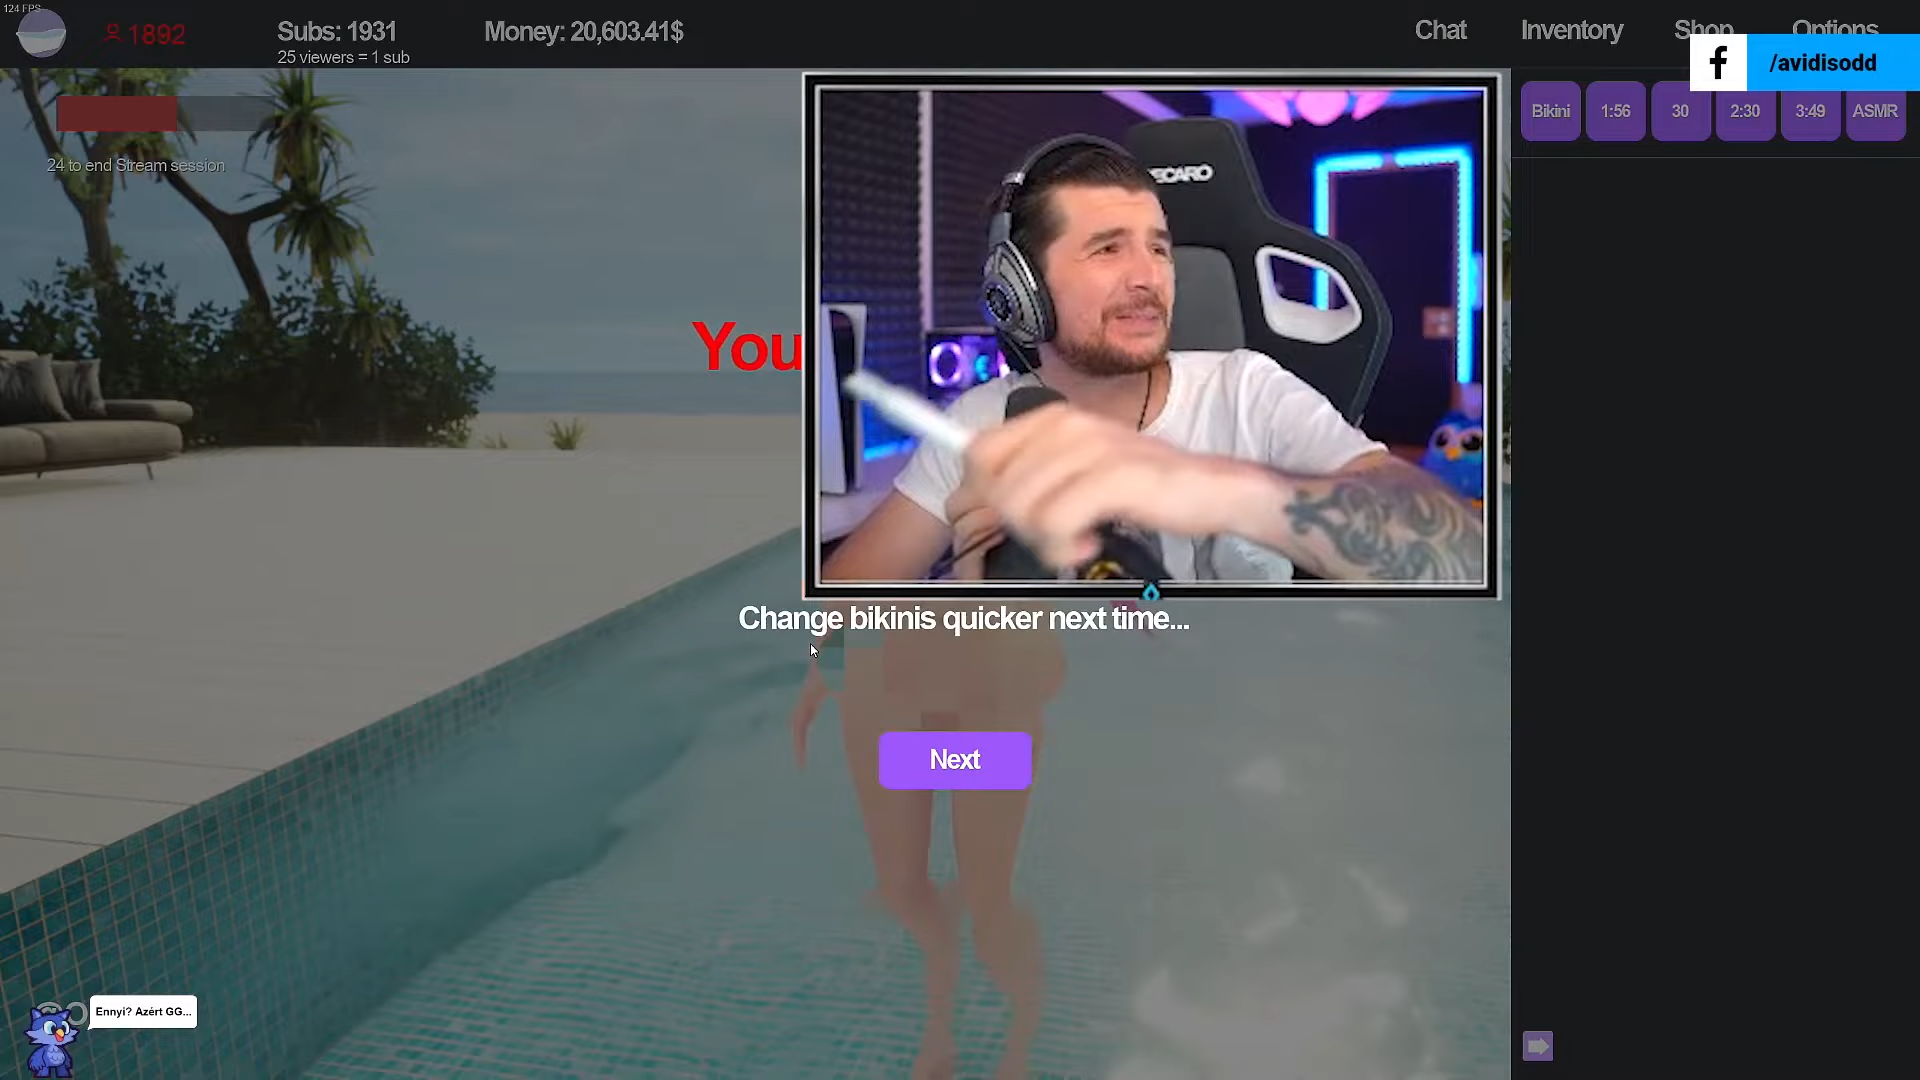 124 FPS
1892
Subs: 1931
25 viewers = 1 sub
Money: 20,603.41$
Chat
Inventory
Shop
Options
/avidisodd
Bikini
1:56
30
2:30
3:49
ASMR
24 to end Stream session
ECARO
You
Change bikinis quicker next time...
Next
Ennyi? Azért GG...